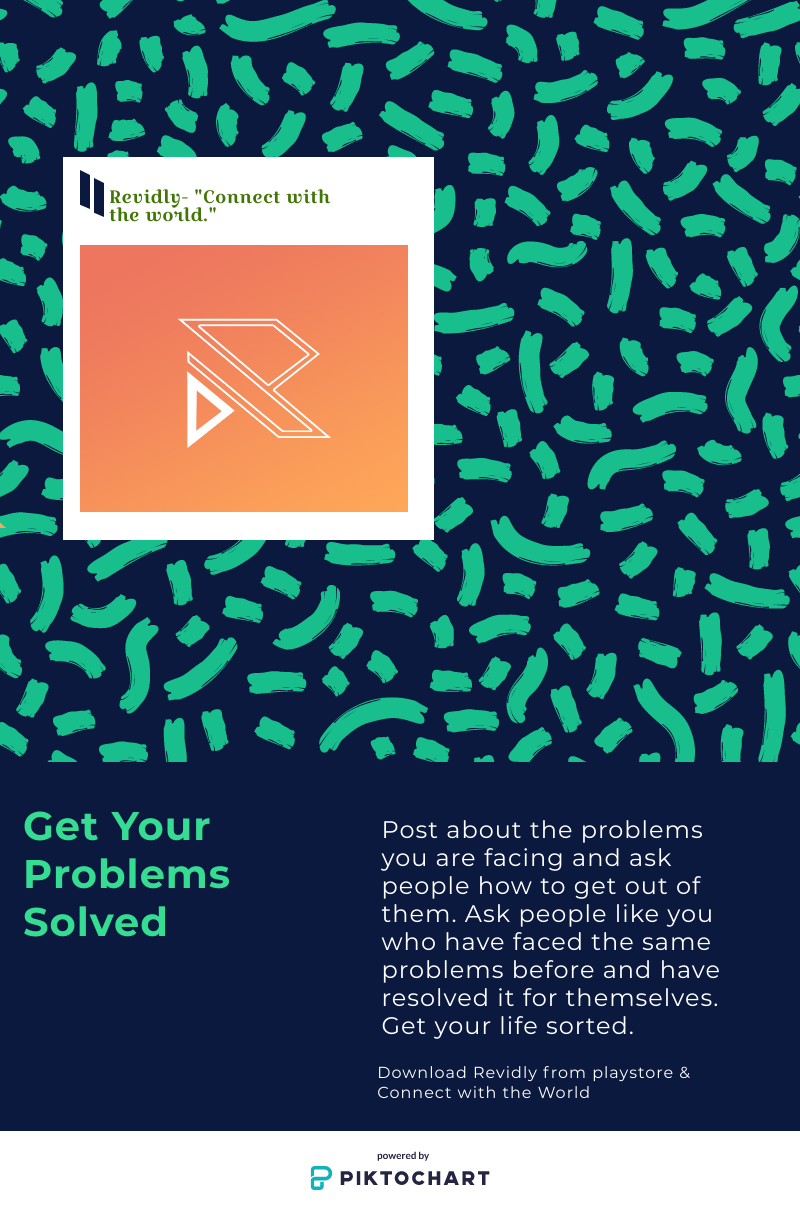 Revidly- "Connect with
the world."
Get Your
Problems
Solved
Post about the problems
you are facing and ask
people how to get out of
them. Ask people like you
who have faced the same
problems before and have
resolved it for themselves.
Get your life sorted.
Download Revidly from playstore &
Connect with the World
powered by
PIKTOCHART